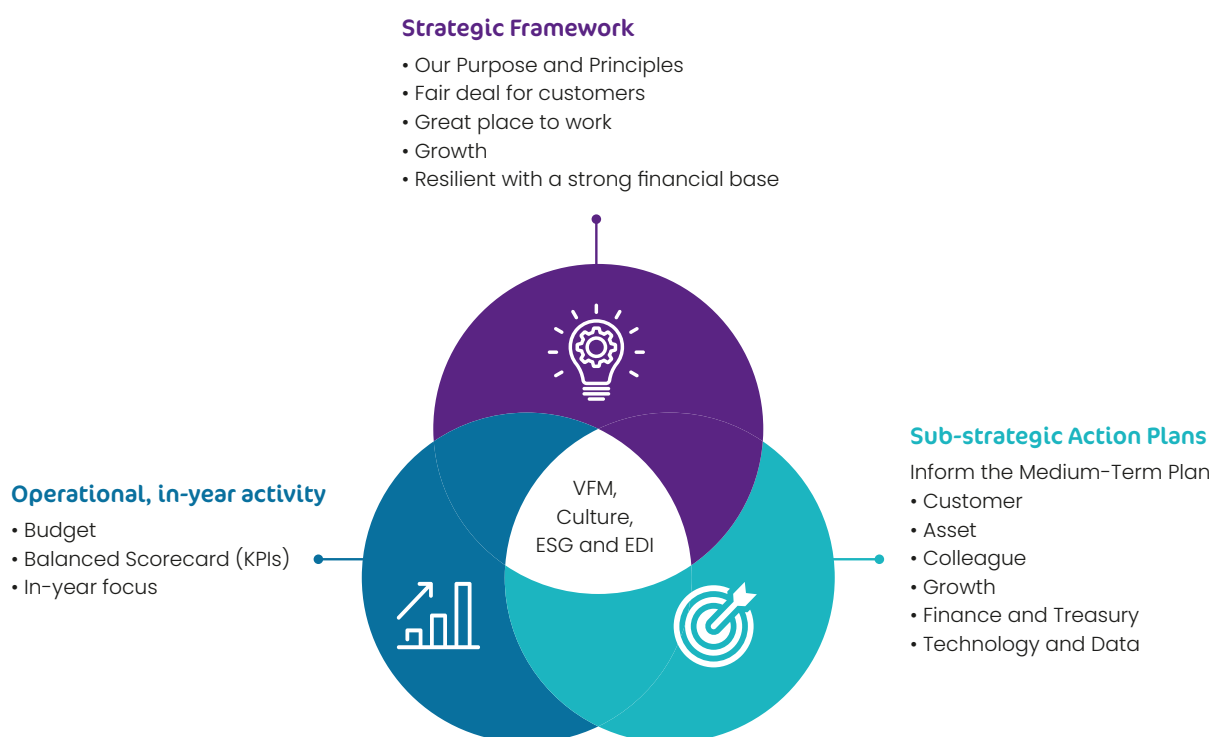 Strategic Framework
• Our Purpose and Principles
• Fair deal for customers
• Great place to work
• Growth
• Resilient with a strong financial base
Operational, in-year activity
• Budget
• Balanced Scorecard (KPIs)
• In-year focus
VFM,
Culture,
ESG and EDI
Sub-strategic Action Plans
Inform the Medium-Term Plan
• Customer
• Asset
• Colleague
• Growth
• Finance and Treasury
• Technology and Data